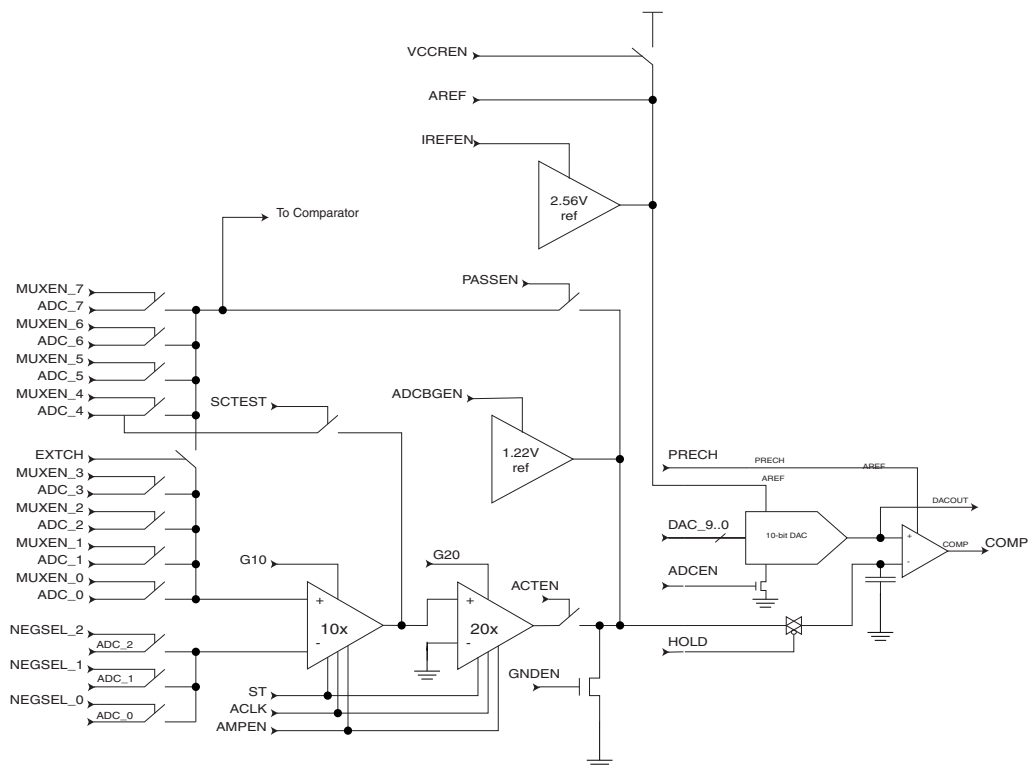 VCCREN
AREF
IREFEN
2.56V
ref
To Comparator
PASSEN
MUXEN_7
ADC_7
MUXEN_6
ADC_6
MUXEN_5
ADC_5
MUXEN_4
ADC_4
SCTEST
ADCBGEN
1.22V
ref
EXTCH
MUXEN_3
ADC_3
MUXEN_2
ADC_2
MUXEN_1
ADC_1
MUXEN_0
ADC_0
PRECH
PRECH
AREF
AREF
DACOUT
DAC_9..0
10-bit DAC
+
-
COMP
COMP
ADCEN
HOLD
G10
+
10x
-
G20
+
20x
-
ACTEN
GNDEN
NEGSEL_2
ADC_2
NEGSEL_1
ADC_1
NEGSEL_0
ADC_0
ST
ACLK
AMPEN